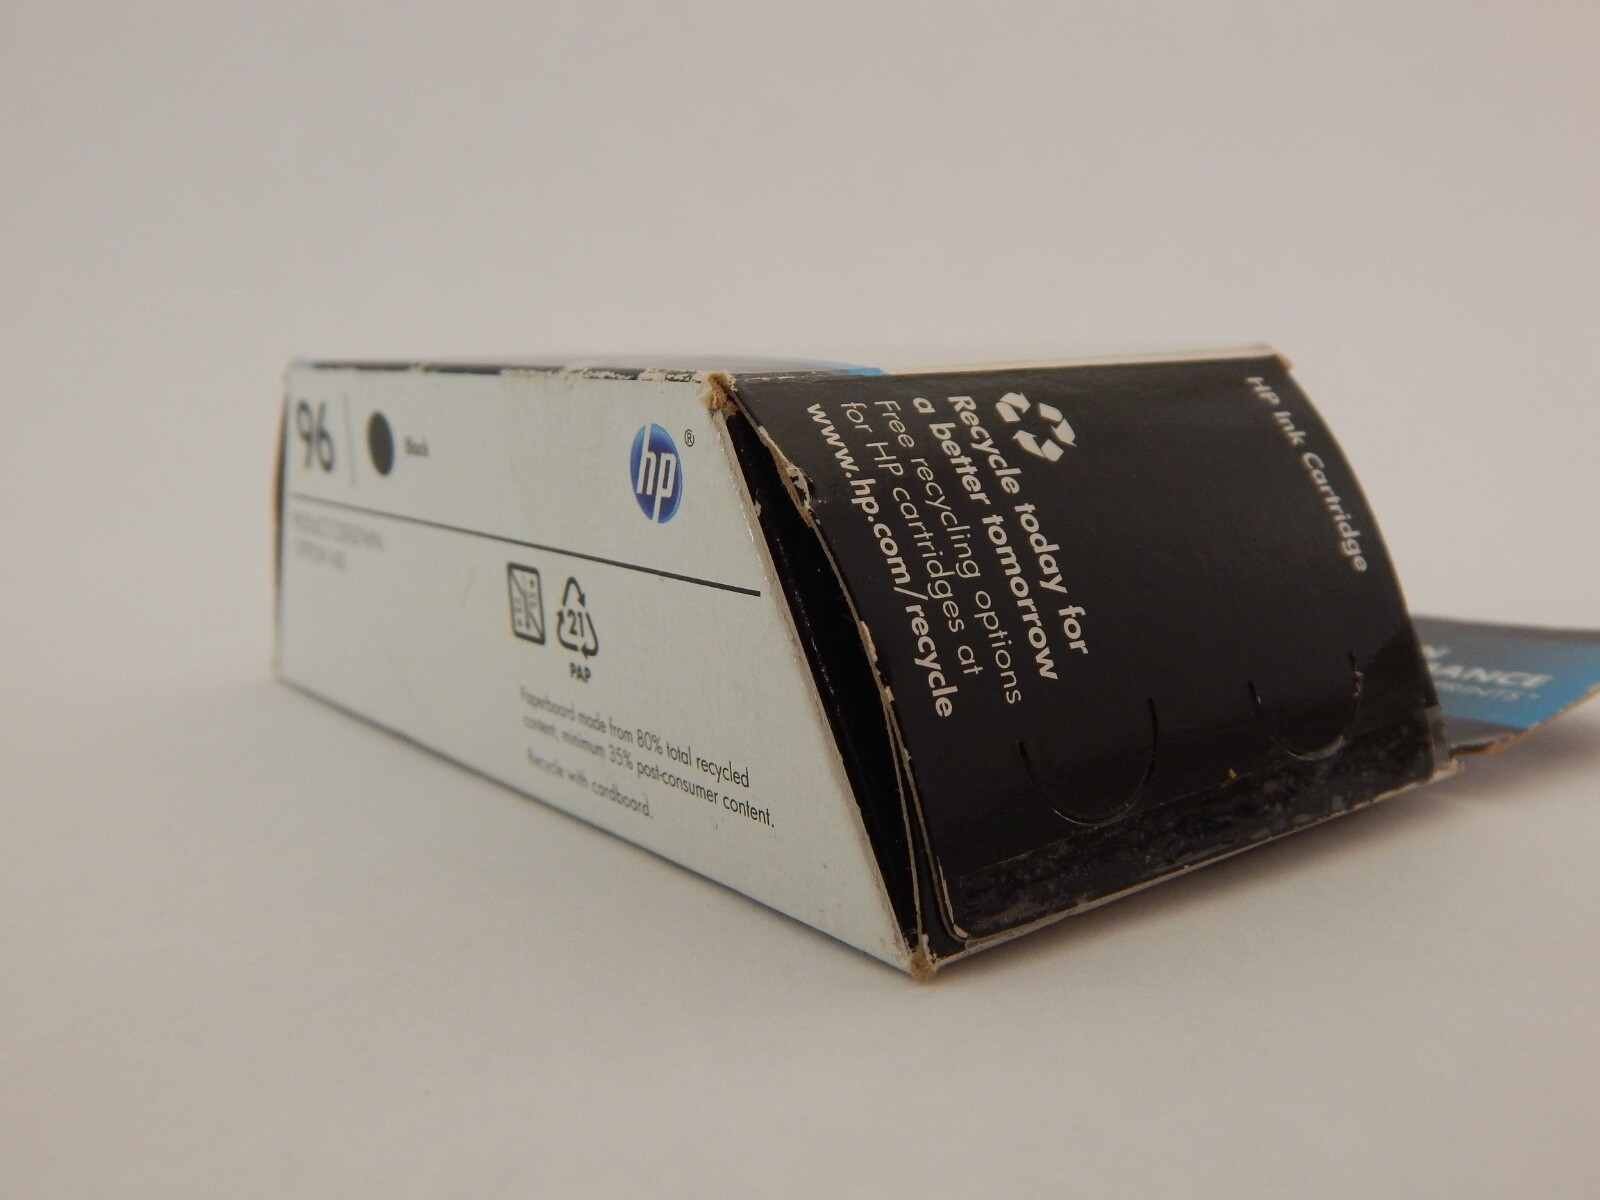 96
Black
hp®
21
PAP
Paperboard made from 80% total recycled
content, minimum 35% post-consumer content.
Recycle with cardboard.
HP Ink Cartridge
Recycle today for
a better tomorrow
Free recycling options
for HP cartridges at
www.hp.com/recycle